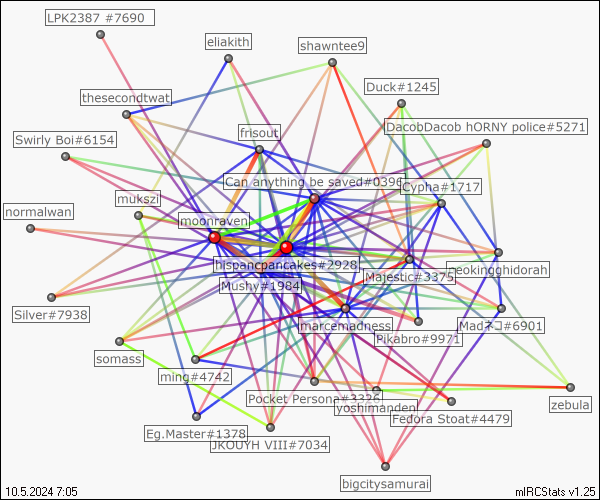 LPK2387 #7690
eliakith
shawntee9
Duck#1245
thesecondtwat
DacobDacob hORNY police#5271
frisout
Swirly Boi#6154
Can anything be saved#0396
Cypha#1717
mukszi
normalwan
moonraven
hispancpancakes#2928
Majestic#3375
neokingghidorah
Mushy#1984
Silver#7938
marcemadness
Madネコ#6901
Pikabro#9971
somass
ming#4742
Pocket Persona#3326
yoshimanden
zebula
Fedora Stoat#4479
Eg.Master#1378
JKOUYH VIII#7034
bigcitysamurai
10.5.2024 7:05
mIRCStats v1.25